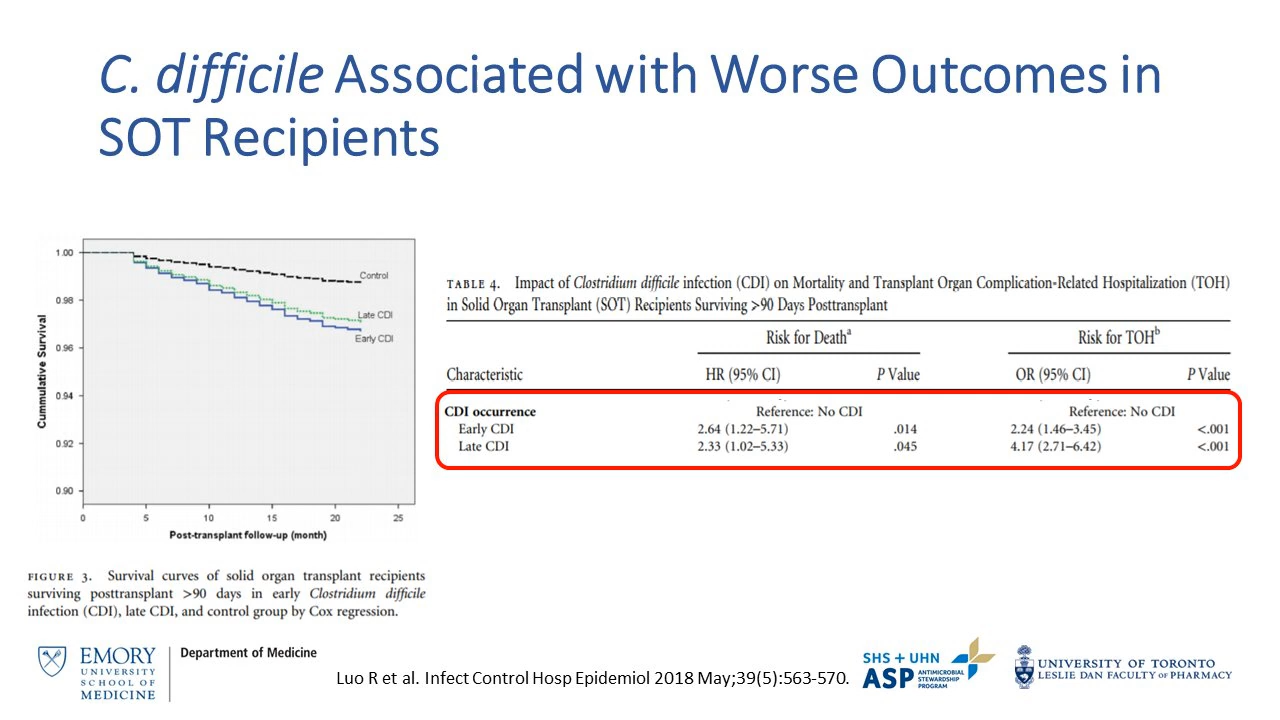 C. difficile Associated with Worse Outcomes in
SOT Recipients
1.00
0.98
0.96
0.94
0.92
0.90
Cummulative Survival
Control
Late CDI
Early CDI
0
5
10
15
20
25
Post-transplant follow-up (month)
FIGURE 3. Survival curves of solid organ transplant recipients
surviving posttransplant >90 days in early Clostridium difficile
infection (CDI), late CDI, and control group by Cox regression.
TABLE 4. Impact of Clostridium difficile infection (CDI) on Mortality and Transplant Organ Complication-Related Hospitalization (TOH)
in Solid Organ Transplant (SOT) Recipients Surviving >90 Days Posttransplant
Risk for Deathᵃ Risk for TOHᵇ
Characteristic HR (95% CI) P Value OR (95% CI) P Value
CDI occurrence Reference: No CDI Reference: No CDI
Early CDI 2.64 (1.22–5.71) .014 2.24 (1.46–3.45) <.001
Late CDI 2.33 (1.02–5.33) .045 4.17 (2.71–6.42) <.001
EMORY
UNIVERSITY
SCHOOL OF
MEDICINE
Department of Medicine
Luo R et al. Infect Control Hosp Epidemiol 2018 May;39(5):563-570.
SHS + UHN
ASP
ANTIMICROBIAL
STEWARDSHIP
PROGRAM
UNIVERSITY OF TORONTO
LESLIE DAN FACULTY OF PHARMACY